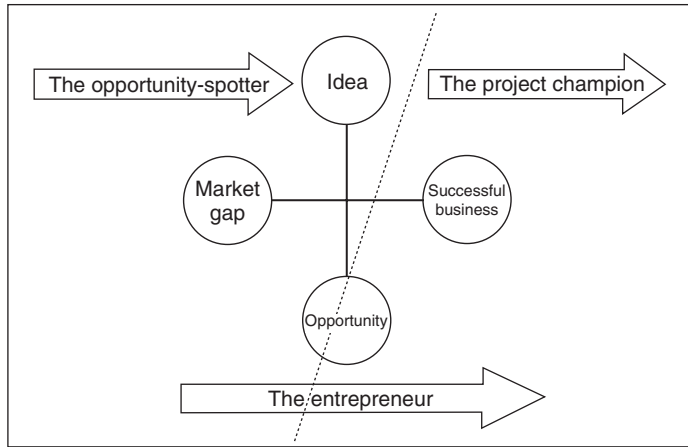 The opportunity-spotter
Idea
The project champion
Market
gap
Successful
business
Opportunity
The entrepreneur